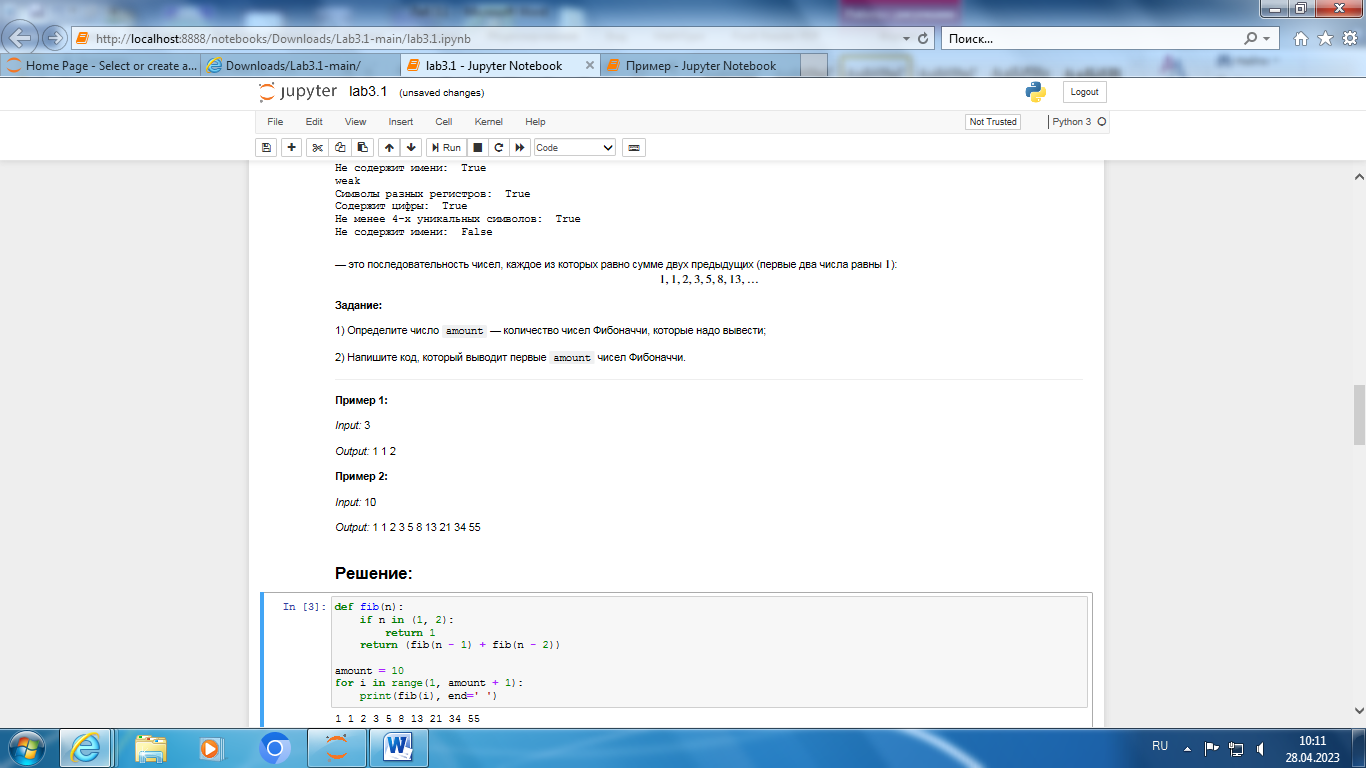 http://localhost:8888/notebooks/Downloads/Lab3.1-main/lab3.1.ipynb
Поиск...
Home Page - Select or create a...
Downloads/Lab3.1-main/
lab3.1 - Jupyter Notebook
Пример - Jupyter Notebook
jupyter lab3.1 (unsaved changes)
Logout
File Edit View Insert Cell Kernel Help
Not Trusted
Python 3
Run
Code
Не содержит имени:  True
weak
Символы разных регистров:  True
Содержит цифры:  True
Не менее 4-х уникальных символов:  True
Не содержит имени:  False
— это последовательность чисел, каждое из которых равно сумме двух предыдущих (первые два числа равны 1):
1, 1, 2, 3, 5, 8, 13, …
Задание:
1) Определите число amount — количество чисел Фибоначчи, которые надо вывести;
2) Напишите код, который выводит первые amount чисел Фибоначчи.
Пример 1:
Input: 3
Output: 1 1 2
Пример 2:
Input: 10
Output: 1 1 2 3 5 8 13 21 34 55
Решение:
In [3]:
def fib(n):
    if n in (1, 2):
        return 1
    return (fib(n - 1) + fib(n - 2))
amount = 10
for i in range(1, amount + 1):
    print(fib(i), end=' ')
1 1 2 3 5 8 13 21 34 55
RU
10:11
28.04.2023